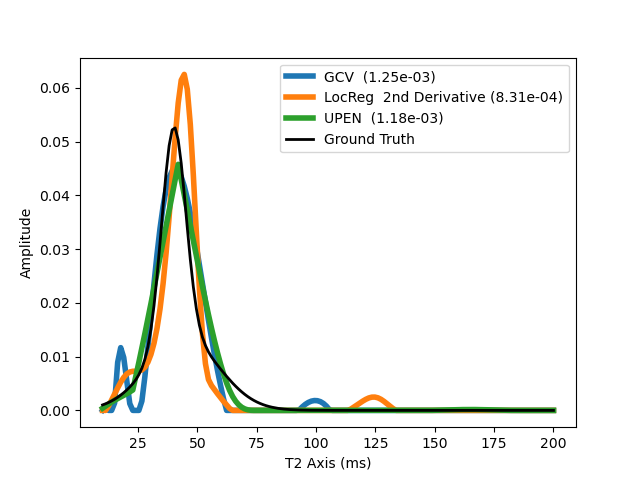 GCV  (1.25e-03)
LocReg  2nd Derivative (8.31e-04)
UPEN  (1.18e-03)
Ground Truth
0.06
0.05
0.04
0.03
0.02
0.01
0.00
Amplitude
25 50 75 100 125 150 175 200
T2 Axis (ms)